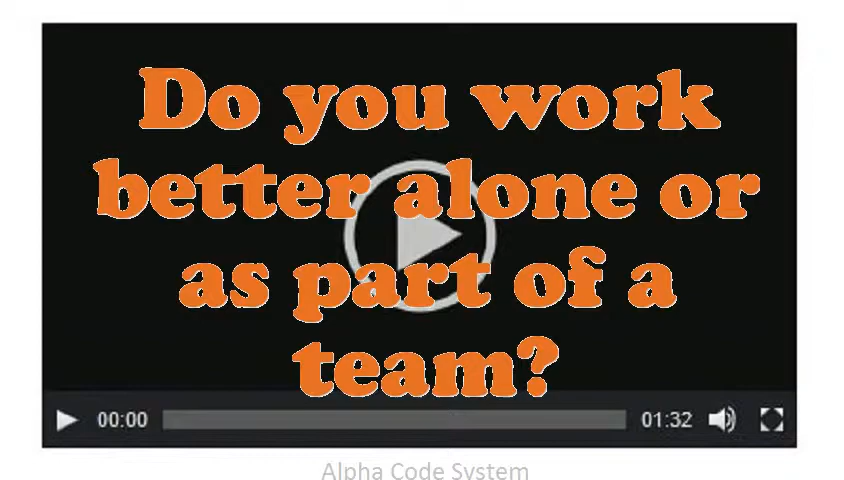 Do you work
better alone or
as part of a
team?
00:00 01:32
Alpha Code System